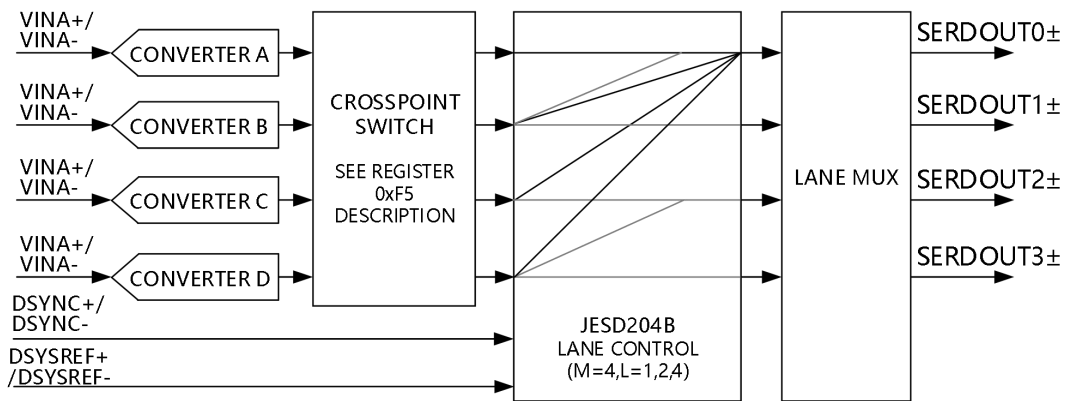 VINA+/
VINA-
CONVERTER A
VINA+/
VINA-
CONVERTER B
VINA+/
VINA-
CONVERTER C
VINA+/
VINA-
CONVERTER D
DSYNC+/
DSYNC-
DSYSREF+
/DSYSREF-
CROSSPOINT
SWITCH
SEE REGISTER
0xF5
DESCRIPTION
JESD204B
LANE CONTROL
(M=4,L=1,2,4)
LANE MUX
SERDOUT0±
SERDOUT1±
SERDOUT2±
SERDOUT3±